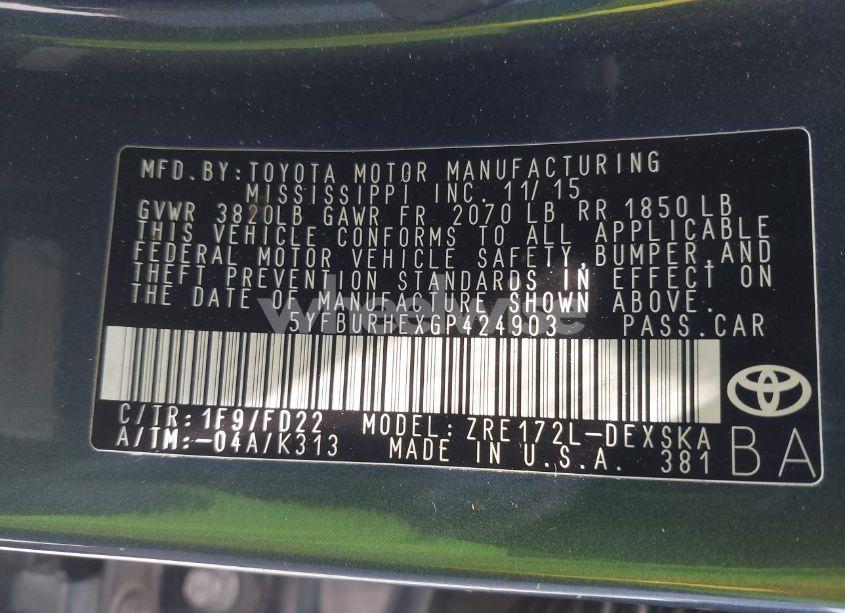 MFD. BY: TOYOTA MOTOR MANUFACTURING
MISSISSIPPI INC. 11/15
GVWR 3820LB GAWR FR 2070 LB RR 1850 LB
THIS VEHICLE CONFORMS TO ALL APPLICABLE
FEDERAL MOTOR VEHICLE SAFETY, BUMPER, AND
THEFT PREVENTION STANDARDS IN EFFECT ON
THE DATE OF MANUFACTURE SHOWN ABOVE.
wheelwise
5YFBURHEXGP424903 PASS. CAR
C/TR: 1F9/FD22 MODEL: ZRE172L-DEXSKA
A/TM: -04A/K313 MADE IN U.S.A. 381 BA